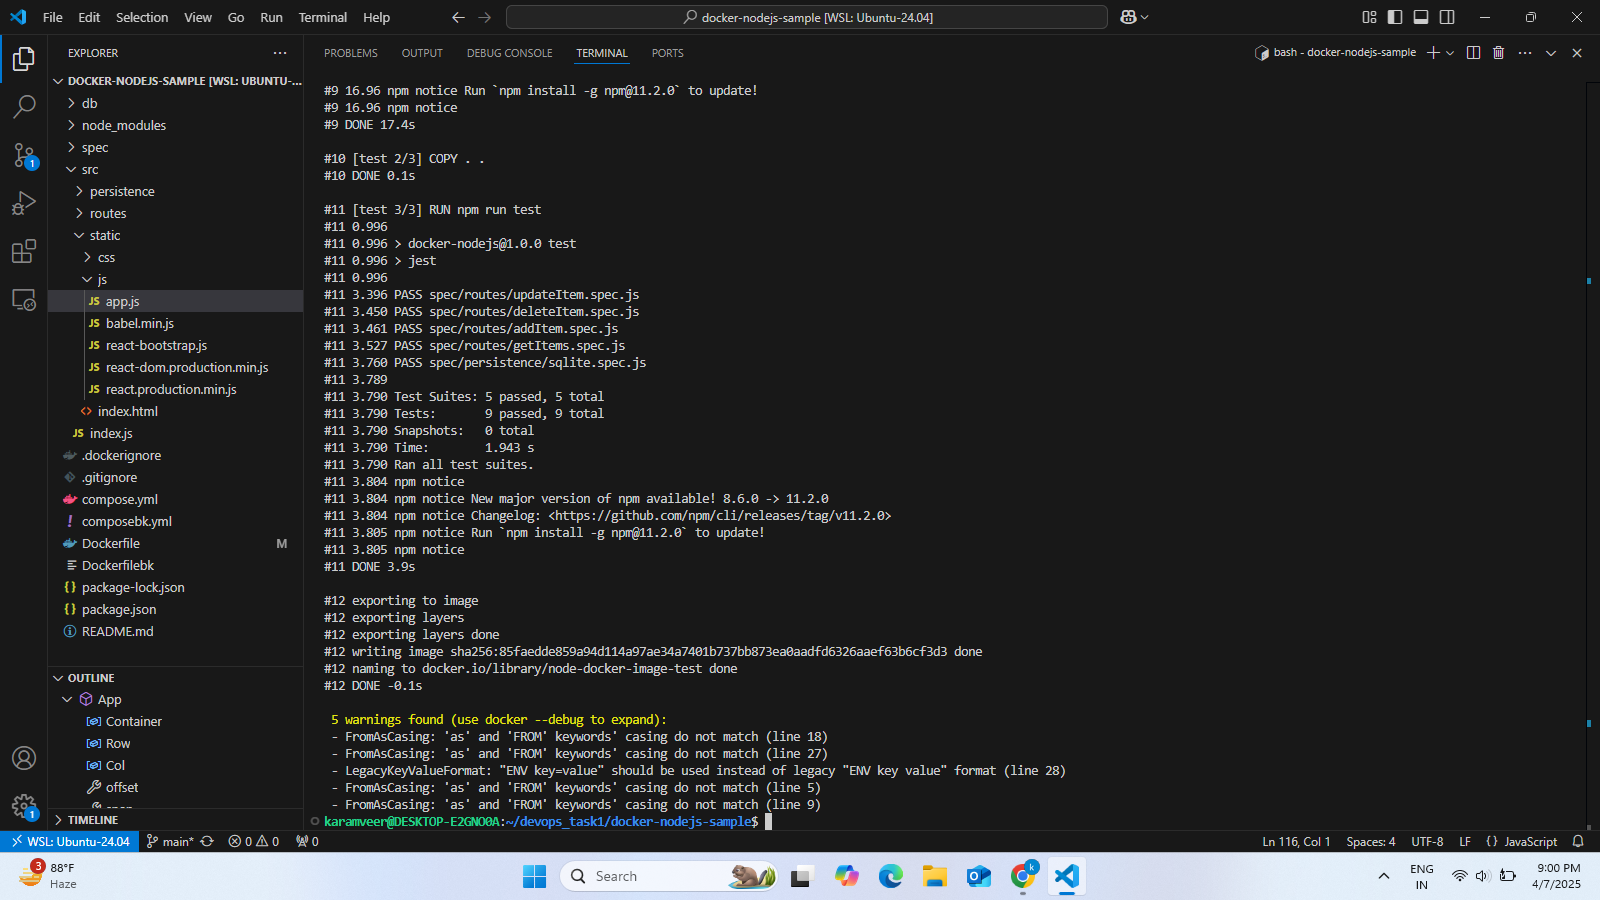 File Edit Selection View Go Run Terminal Help
docker-nodejs-sample [WSL: Ubuntu-24.04]
EXPLORER
DOCKER-NODEJS-SAMPLE [WSL: UBUNTU-...
db
node_modules
spec
src
persistence
routes
static
css
js
JS app.js
JS babel.min.js
JS react-bootstrap.js
JS react-dom.production.min.js
JS react.production.min.js
<> index.html
JS index.js
.dockerignore
.gitignore
compose.yml
! composebk.yml
Dockerfile M
Dockerfilebk
{} package-lock.json
{} package.json
README.md
OUTLINE
App
Container
Row
Col
offset
TIMELINE
1
1
PROBLEMS OUTPUT DEBUG CONSOLE TERMINAL PORTS
bash - docker-nodejs-sample
#9 16.96 npm notice Run `npm install -g npm@11.2.0` to update!
#9 16.96 npm notice
#9 DONE 17.4s
#10 [test 2/3] COPY . .
#10 DONE 0.1s
#11 [test 3/3] RUN npm run test
#11 0.996
#11 0.996 > docker-nodejs@1.0.0 test
#11 0.996 > jest
#11 0.996
#11 3.396 PASS spec/routes/updateItem.spec.js
#11 3.450 PASS spec/routes/deleteItem.spec.js
#11 3.461 PASS spec/routes/addItem.spec.js
#11 3.527 PASS spec/routes/getItems.spec.js
#11 3.760 PASS spec/persistence/sqlite.spec.js
#11 3.789
#11 3.790 Test Suites: 5 passed, 5 total
#11 3.790 Tests:       9 passed, 9 total
#11 3.790 Snapshots:   0 total
#11 3.790 Time:        1.943 s
#11 3.790 Ran all test suites.
#11 3.804 npm notice
#11 3.804 npm notice New major version of npm available! 8.6.0 -> 11.2.0
#11 3.804 npm notice Changelog: <https://github.com/npm/cli/releases/tag/v11.2.0>
#11 3.805 npm notice Run `npm install -g npm@11.2.0` to update!
#11 3.805 npm notice
#11 DONE 3.9s
#12 exporting to image
#12 exporting layers
#12 exporting layers done
#12 writing image sha256:85faedde859a94d114a97ae34a7401b737bb873ea0aadfd6326aaef63b6cf3d3 done
#12 naming to docker.io/library/node-docker-image-test done
#12 DONE -0.1s
5 warnings found (use docker --debug to expand):
- FromAsCasing: 'as' and 'FROM' keywords' casing do not match (line 18)
- FromAsCasing: 'as' and 'FROM' keywords' casing do not match (line 27)
- LegacyKeyValueFormat: "ENV key=value" should be used instead of legacy "ENV key value" format (line 28)
- FromAsCasing: 'as' and 'FROM' keywords' casing do not match (line 5)
- FromAsCasing: 'as' and 'FROM' keywords' casing do not match (line 9)
karamveer@DESKTOP-E2GNO0A:~/devops_task1/docker-nodejs-sample$
WSL: Ubuntu-24.04 main* 0 0 0
Ln 116, Col 1 Spaces: 4 UTF-8 LF {} JavaScript
3
88°F
Haze
Search
k
ENG
IN
9:00 PM
4/7/2025